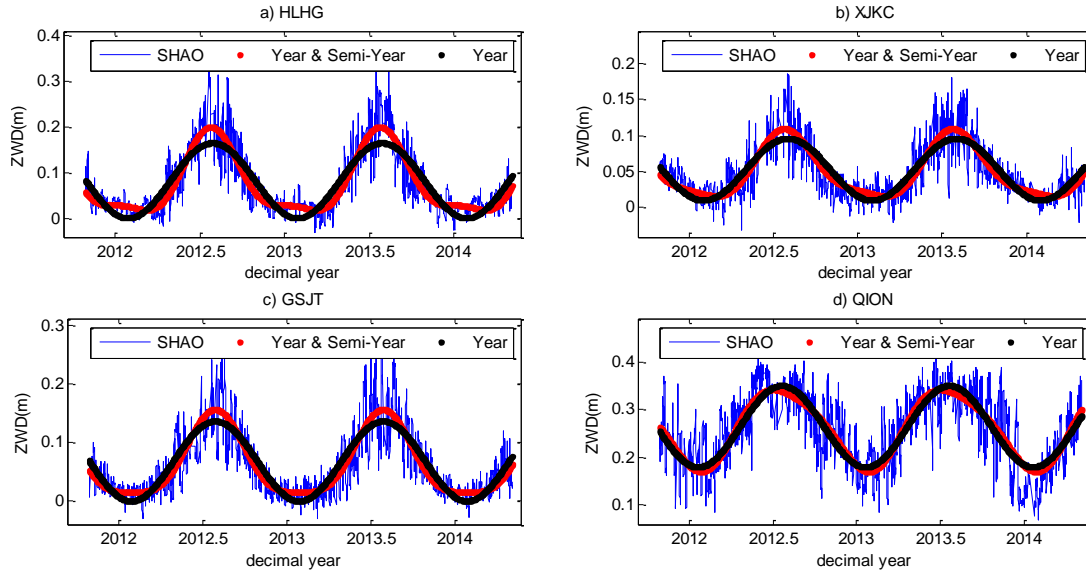 a) HLHG
SHAO Year & Semi-Year Year
ZWD(m)
0.4
0.3
0.2
0.1
0
2012 2012.5 2013 2013.5 2014
decimal year
b) XJKC
SHAO Year & Semi-Year Year
ZWD(m)
0.2
0.15
0.1
0.05
0
2012 2012.5 2013 2013.5 2014
decimal year
c) GSJT
SHAO Year & Semi-Year Year
ZWD(m)
0.3
0.2
0.1
0
2012 2012.5 2013 2013.5 2014
decimal year
d) QION
SHAO Year & Semi-Year Year
ZWD(m)
0.4
0.3
0.2
0.1
2012 2012.5 2013 2013.5 2014
decimal year